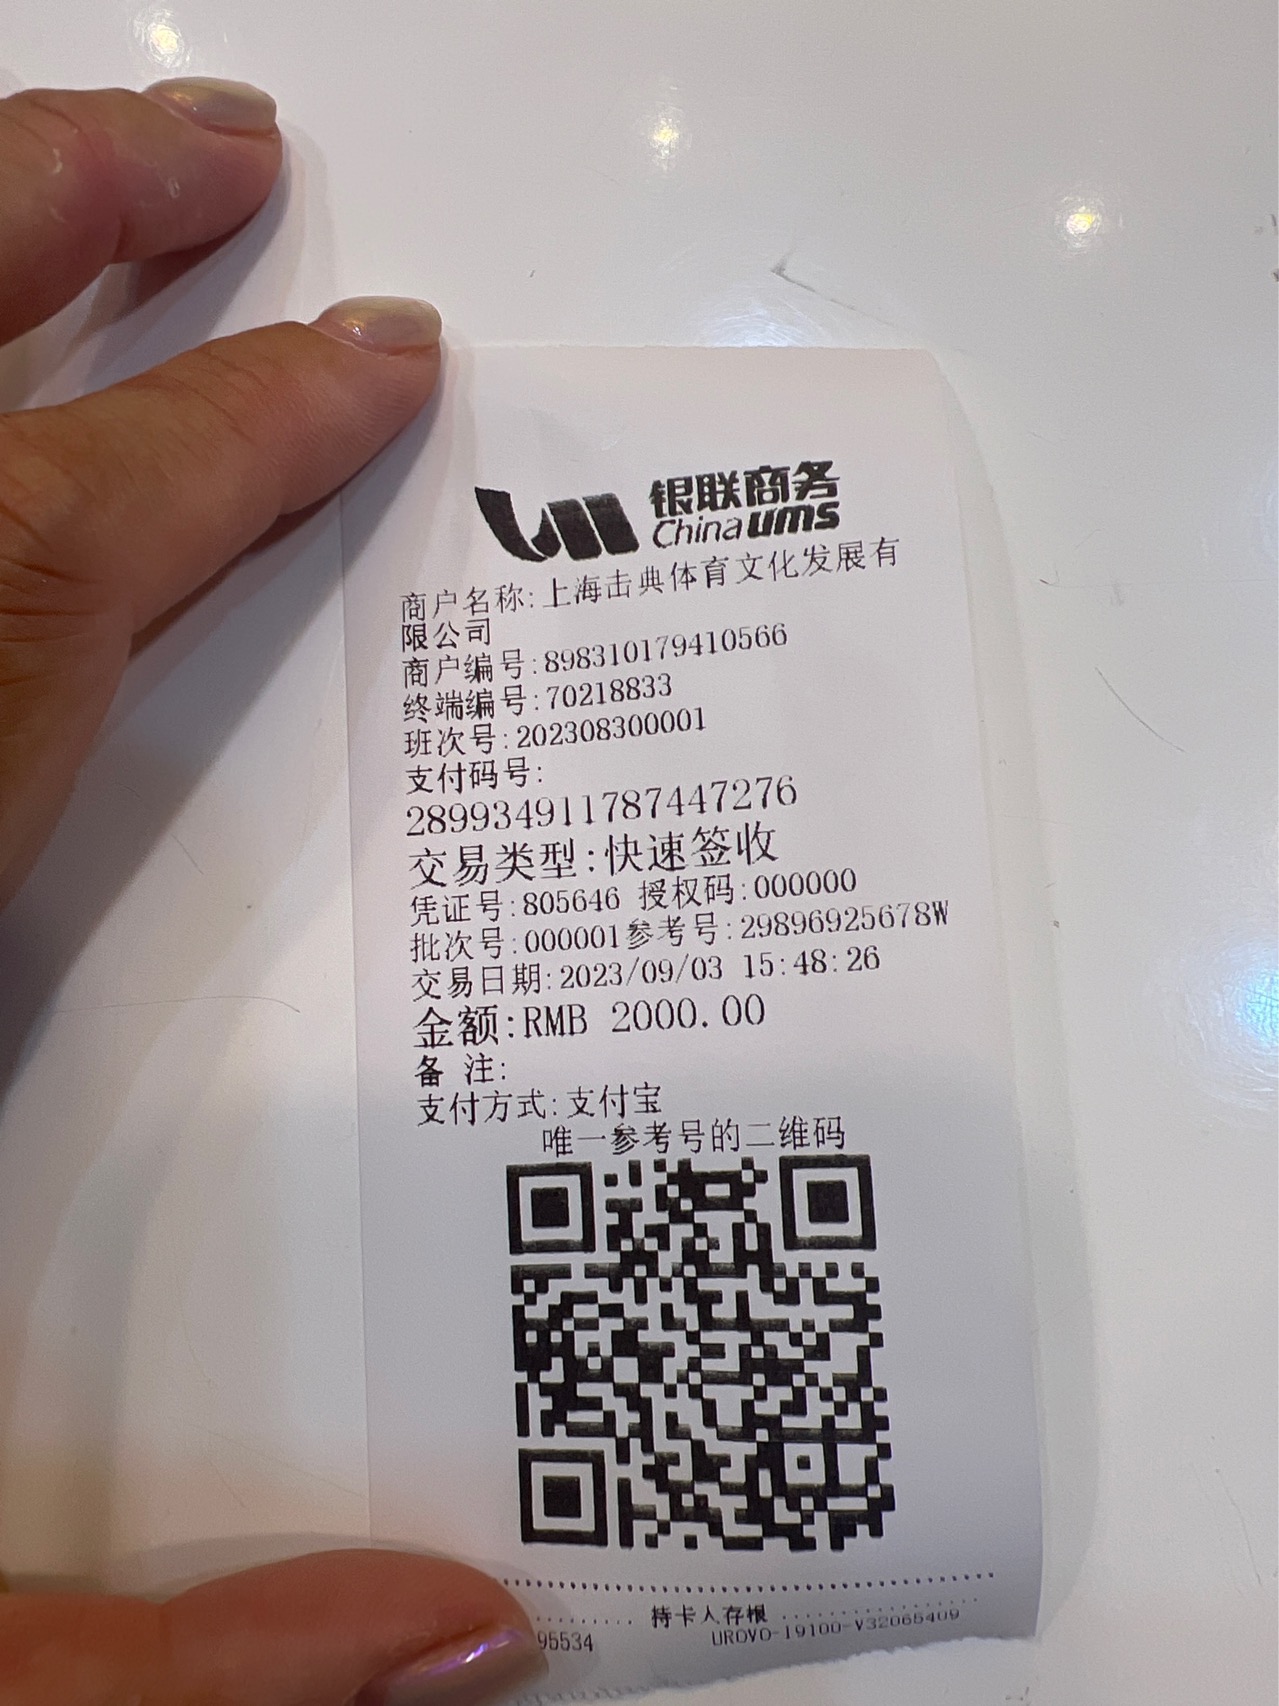 银联商务
Chinaums
商户名称:上海击典体育文化发展有
限公司
商户编号:898310179410566
终端编号:70218833
班次号:202308300001
支付码号:
289934911787447276
交易类型:快速签收
凭证号:805646 授权码:000000
批次号:000001参考号:29896925678W
交易日期:2023/09/03 15:48:26
金额:RMB 2000.00
备 注:
支付方式:支付宝
唯一参考号的二维码
持卡人存根
95534 UROVO-I9100-V32065409